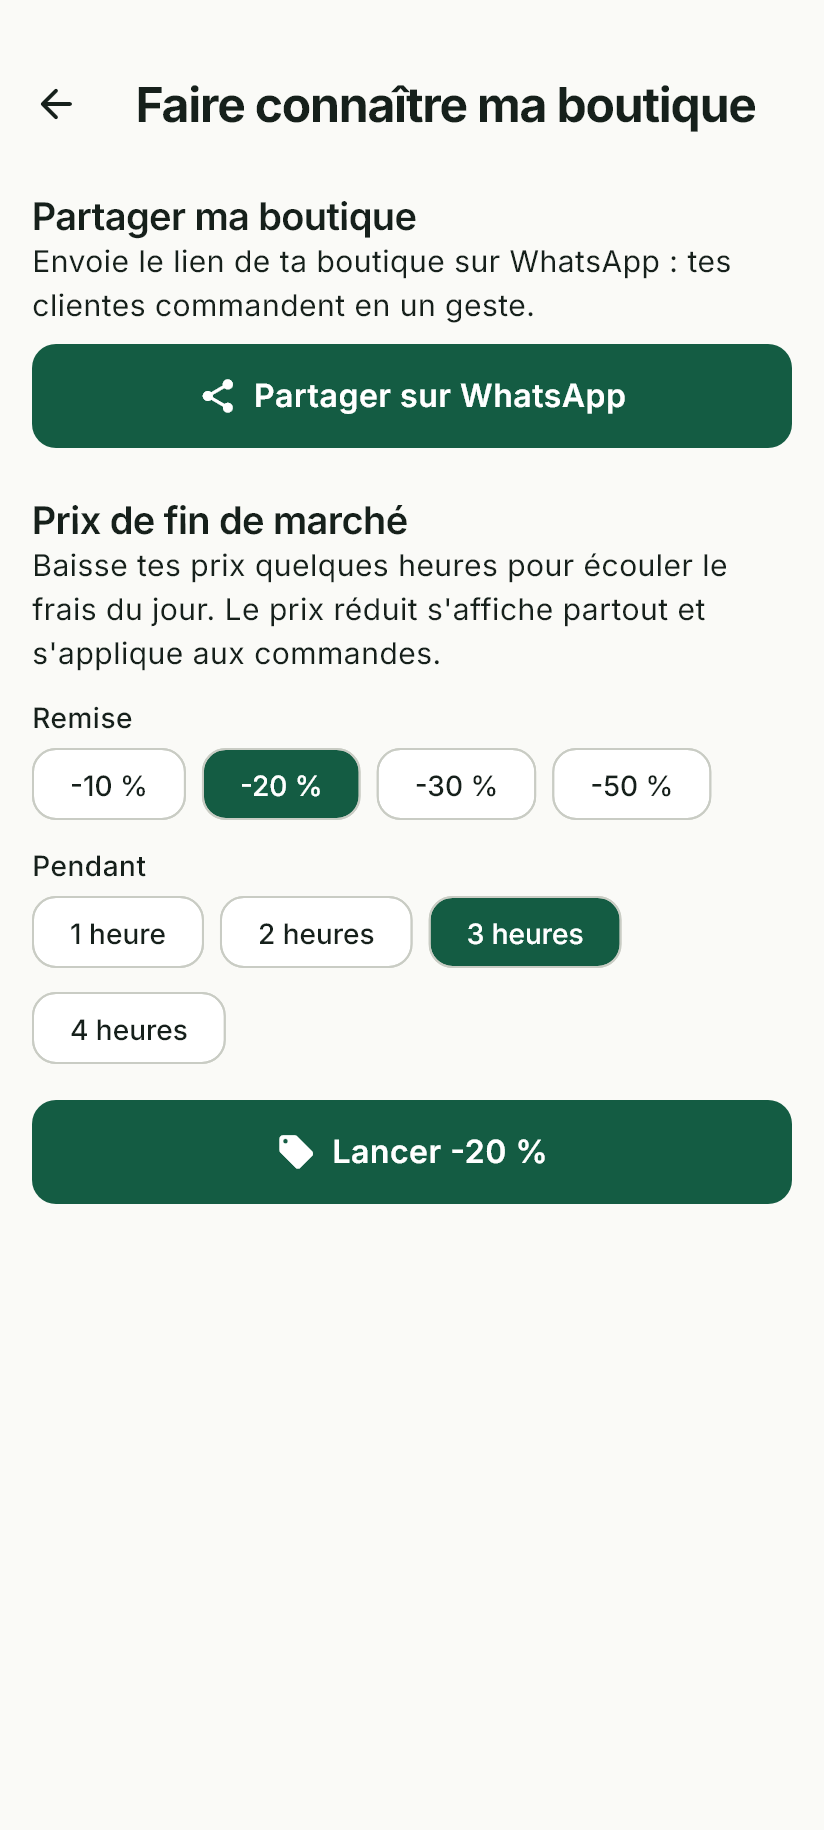 Faire connaître ma boutique
Partager ma boutique
Envoie le lien de ta boutique sur WhatsApp : tes
clientes commandent en un geste.
Partager sur WhatsApp
Prix de fin de marché
Baisse tes prix quelques heures pour écouler le
frais du jour. Le prix réduit s'affiche partout et
s'applique aux commandes.
Remise
-10 % -20 % -30 % -50 %
Pendant
1 heure 2 heures 3 heures
4 heures
Lancer -20 %